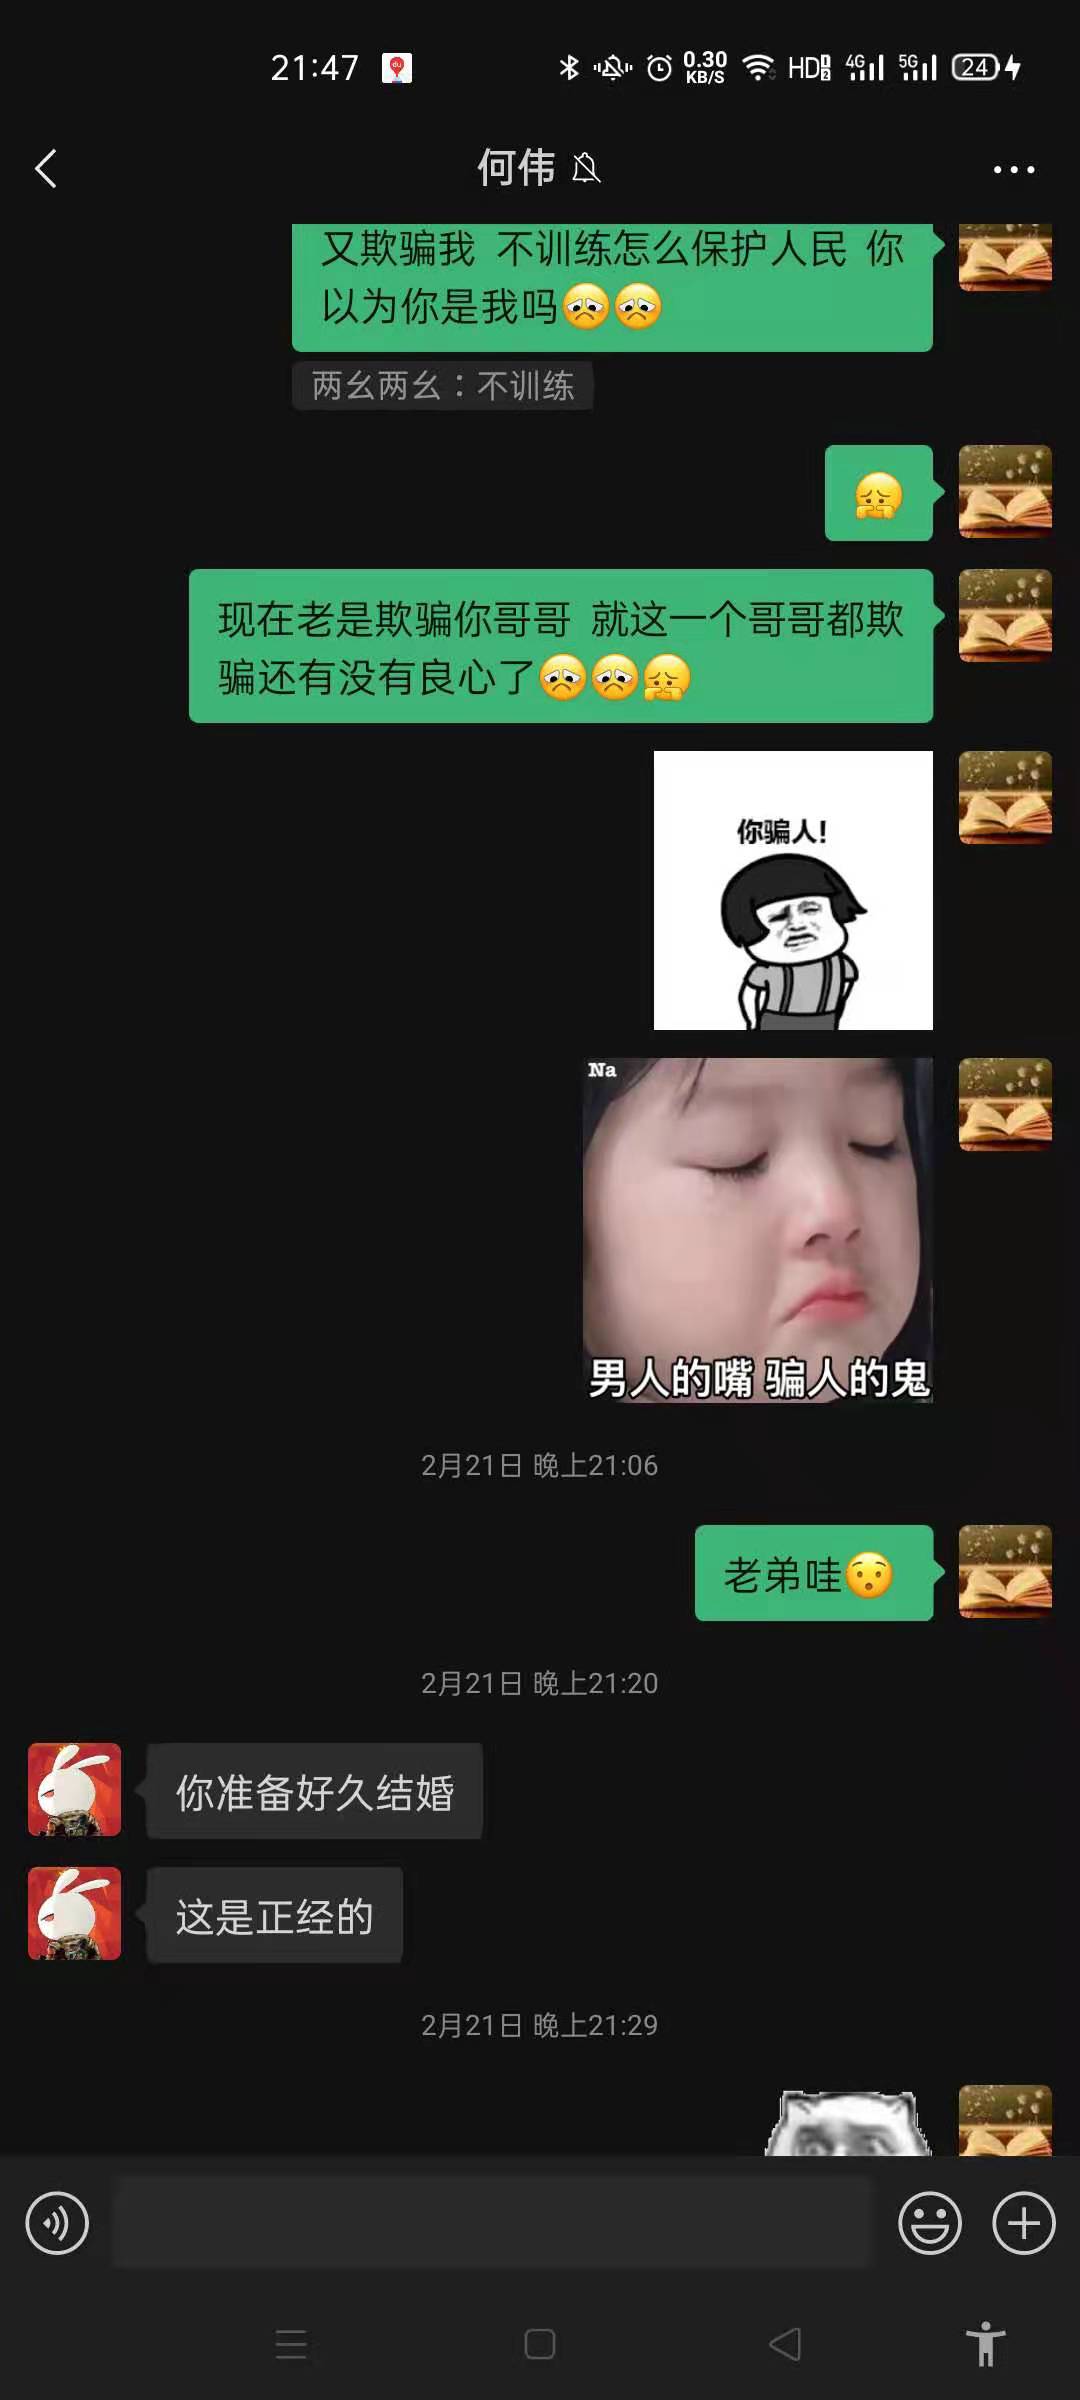 21:47
du
0.30
KB/S
HD 1 2
4G
5G
24
何伟
又欺骗我 不训练怎么保护人民 你
以为你是我吗😞😞
两幺两幺：不训练
现在老是欺骗你哥哥 就这一个哥哥都欺
骗还有没有良心了😞😞🤗
你骗人!
Na
男人的嘴 骗人的鬼
2月21日 晚上21:06
老弟哇😯
2月21日 晚上21:20
你准备好久结婚
这是正经的
2月21日 晚上21:29